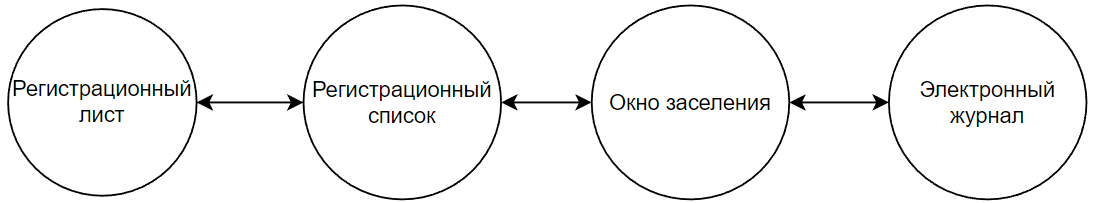 Регистрационный
лист
Регистрационный
список
Окно заселения
Электронный
журнал